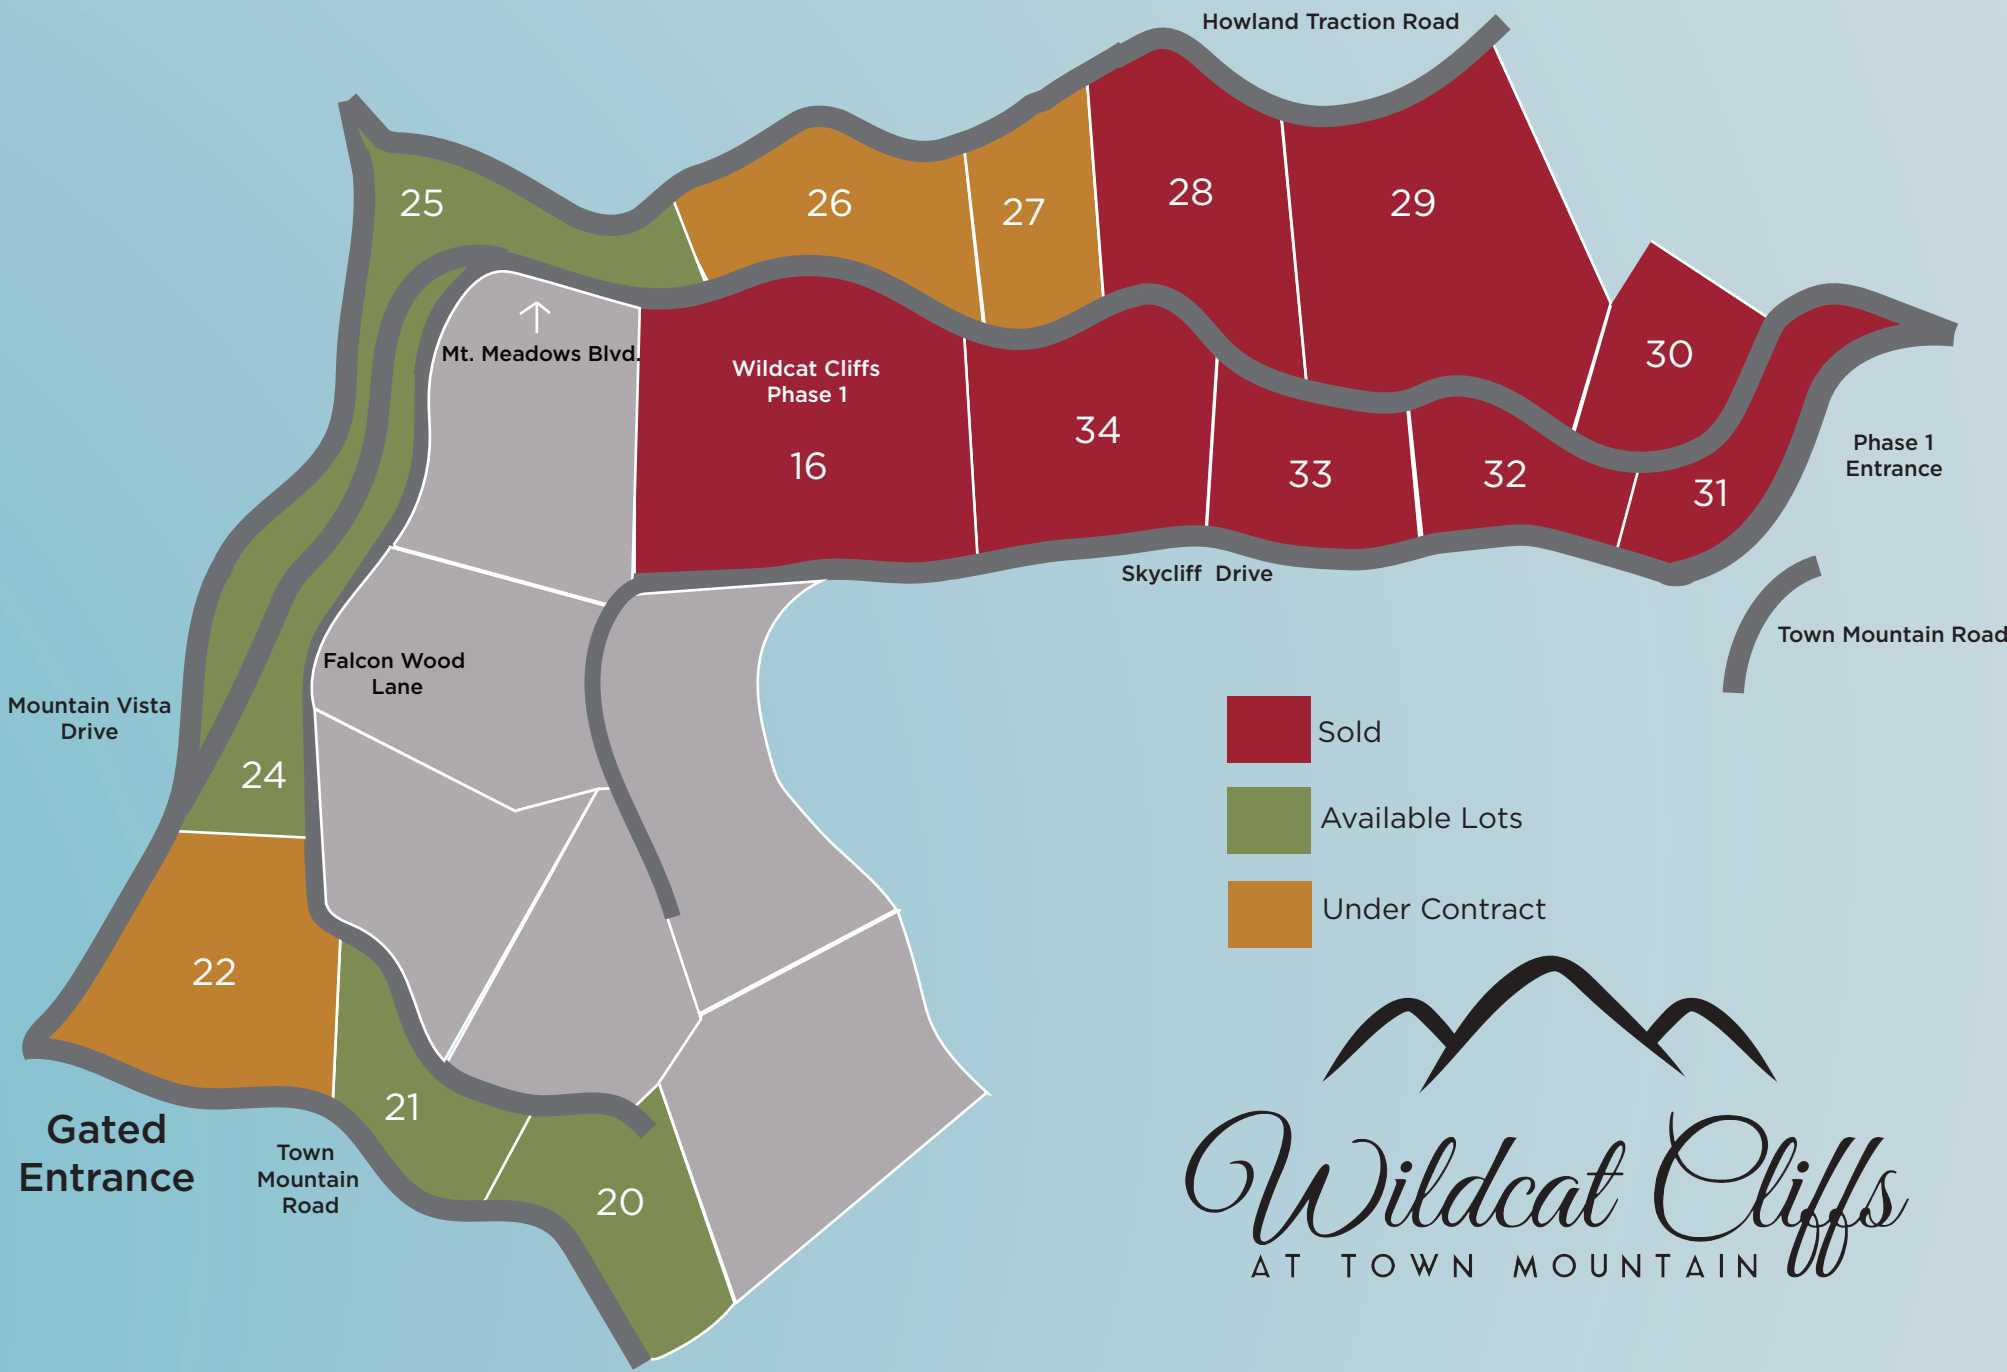 Howland Traction Road
25
26
27
28
29
Mt. Meadows Blvd.
Wildcat Cliffs
Phase 1
16
34
33
32
31
30
Phase 1
Entrance
Skycliff Drive
Town Mountain Road
Falcon Wood
Lane
Mountain Vista
Drive
24
22
21
20
Gated
Entrance
Town
Mountain
Road
Sold
Available Lots
Under Contract
Wildcat Cliffs
AT TOWN MOUNTAIN